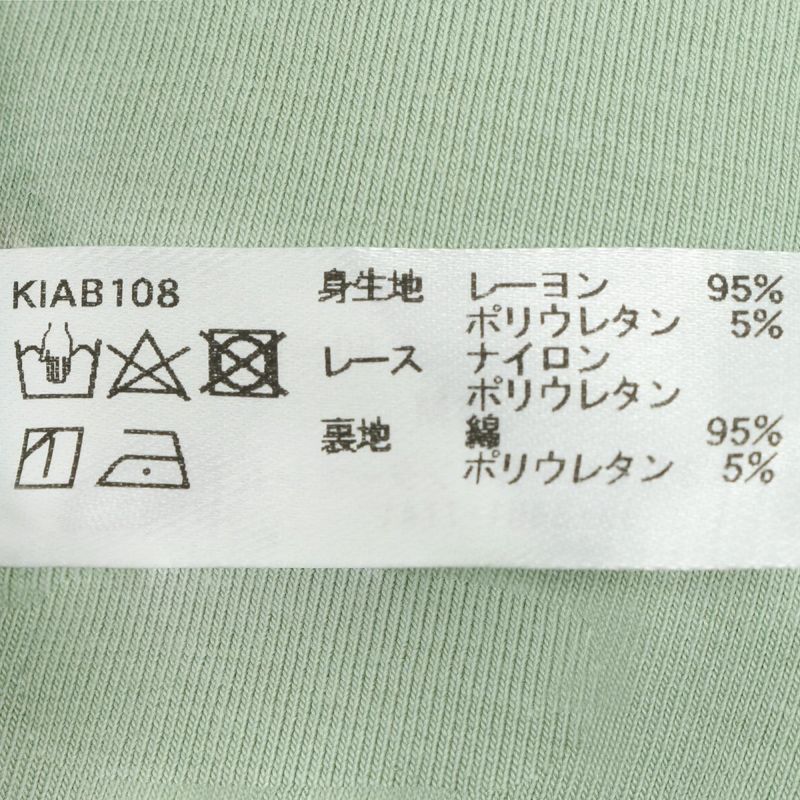 KIAB108
身生地 レーヨン 95%
ポリウレタン 5%
レース ナイロン
ポリウレタン
裏地 綿 95%
ポリウレタン 5%